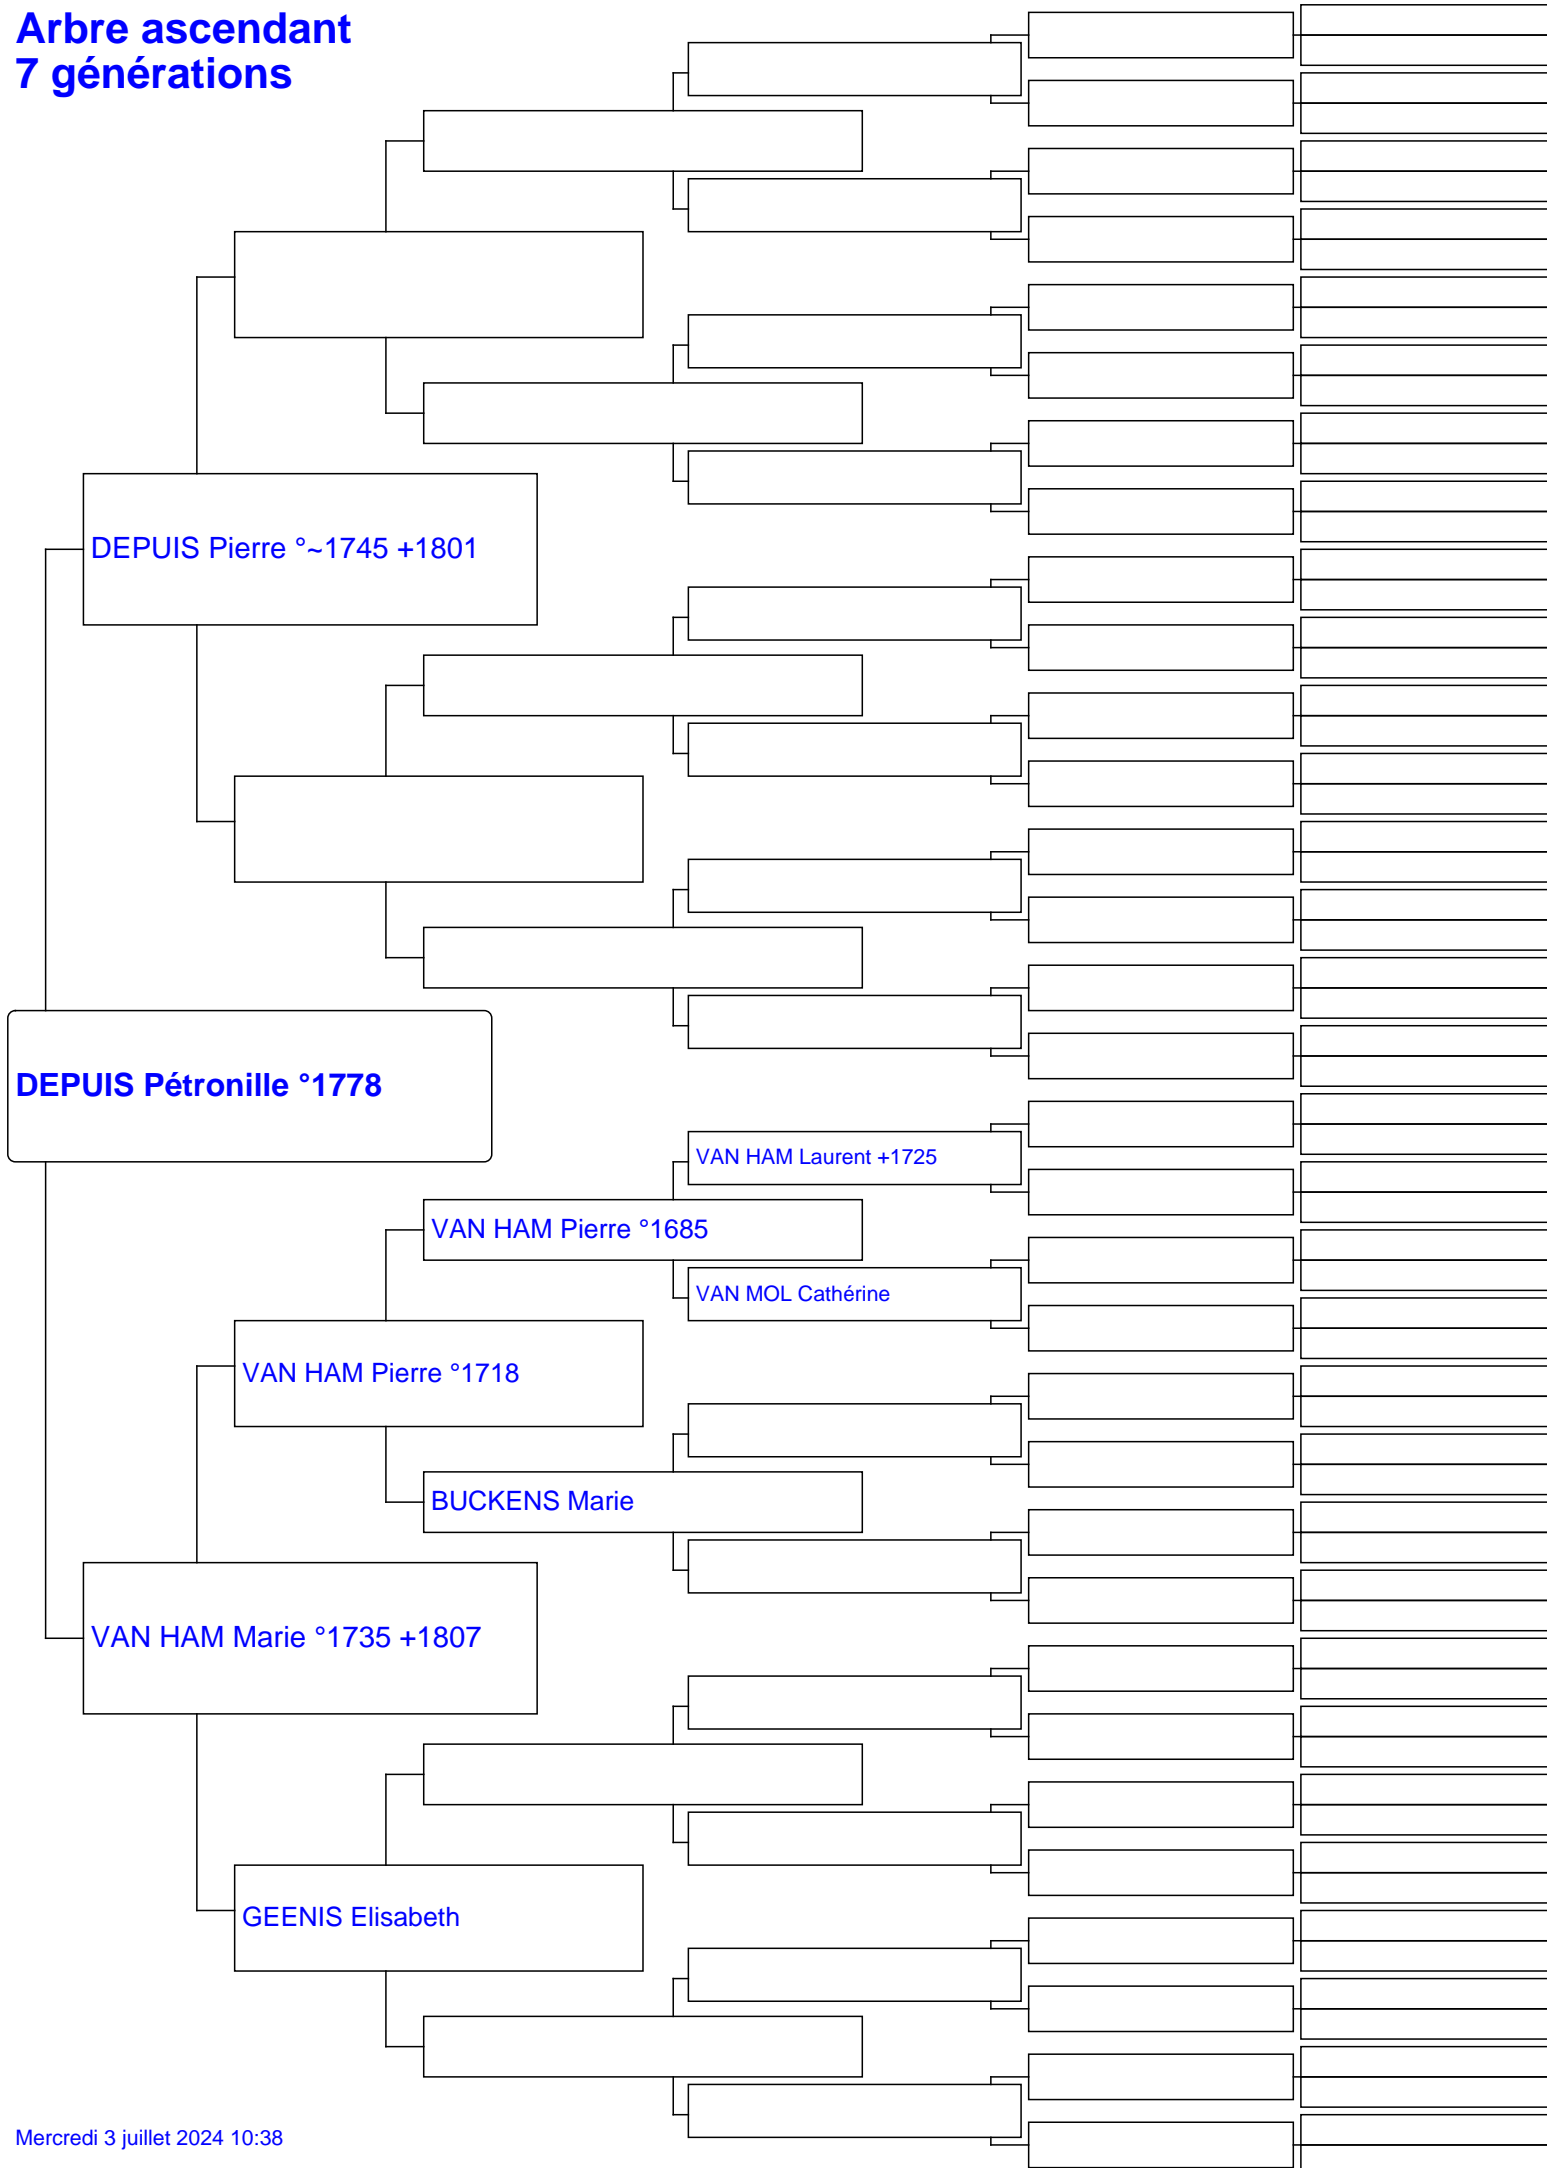 Arbre ascendant
7 générations
DEPUIS Pierre °~1745 +1801
DEPUIS Pétronille °1778
VAN HAM Laurent +1725
VAN HAM Pierre °1685
VAN MOL Cathérine
VAN HAM Pierre °1718
BUCKENS Marie
VAN HAM Marie °1735 +1807
GEENIS Elisabeth
Mercredi 3 juillet 2024 10:38